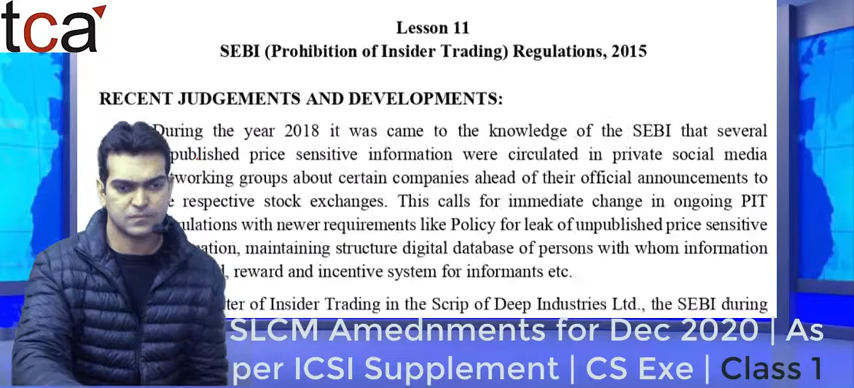 tca
Lesson 11
SEBI (Prohibition of Insider Trading) Regulations, 2015
RECENT JUDGEMENTS AND DEVELOPMENTS:
During the year 2018 it was came to the knowledge of the SEBI that several
published price sensitive information were circulated in private social media
working groups about certain companies ahead of their official announcements to
respective stock exchanges. This calls for immediate change in ongoing PIT
ulations with newer requirements like Policy for leak of unpublished price sensitive
ation, maintaining structure digital database of persons with whom information
, reward and incentive system for informants etc.
ter of Insider Trading in the Scrip of Deep Industries Ltd., the SEBI during
SLCM Amednments for Dec 2020 | As
per ICSI Supplement | CS Exe | Class 1